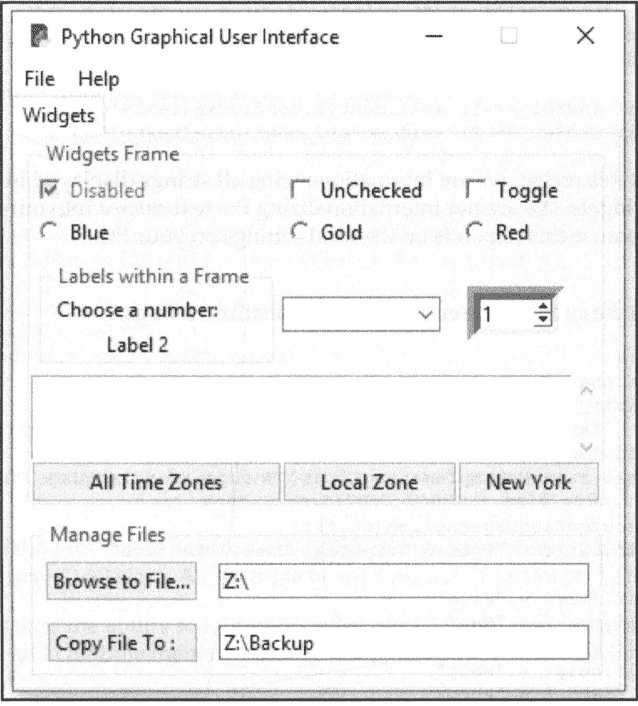 Python Graphical User Interface
File Help
Widgets
Widgets Frame
Disabled UnChecked Toggle
Blue Gold Red
Labels within a Frame
Choose a number: 1
Label 2
All Time Zones Local Zone New York
Manage Files
Browse to File... Z:\
Copy File To : Z:\Backup